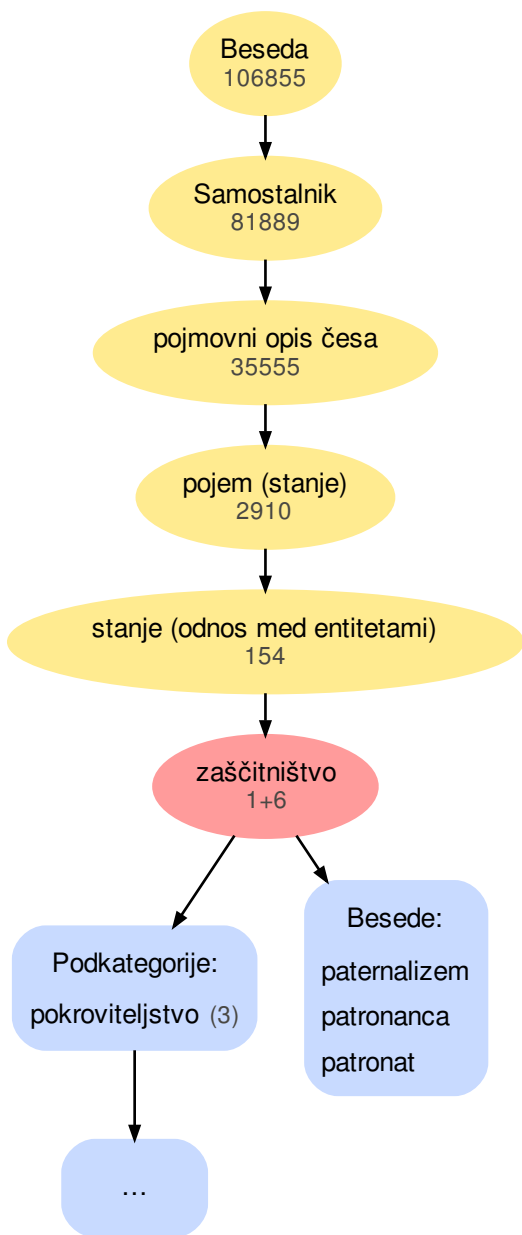 Beseda
106855
Samostalnik
81889
pojmovni opis česa
35555
pojem (stanje)
2910
stanje (odnos med entitetami)
154
zaščitništvo
1+6
Podkategorije:
pokroviteljstvo (3)
...
Besede:
paternalizem
patronanca
patronat